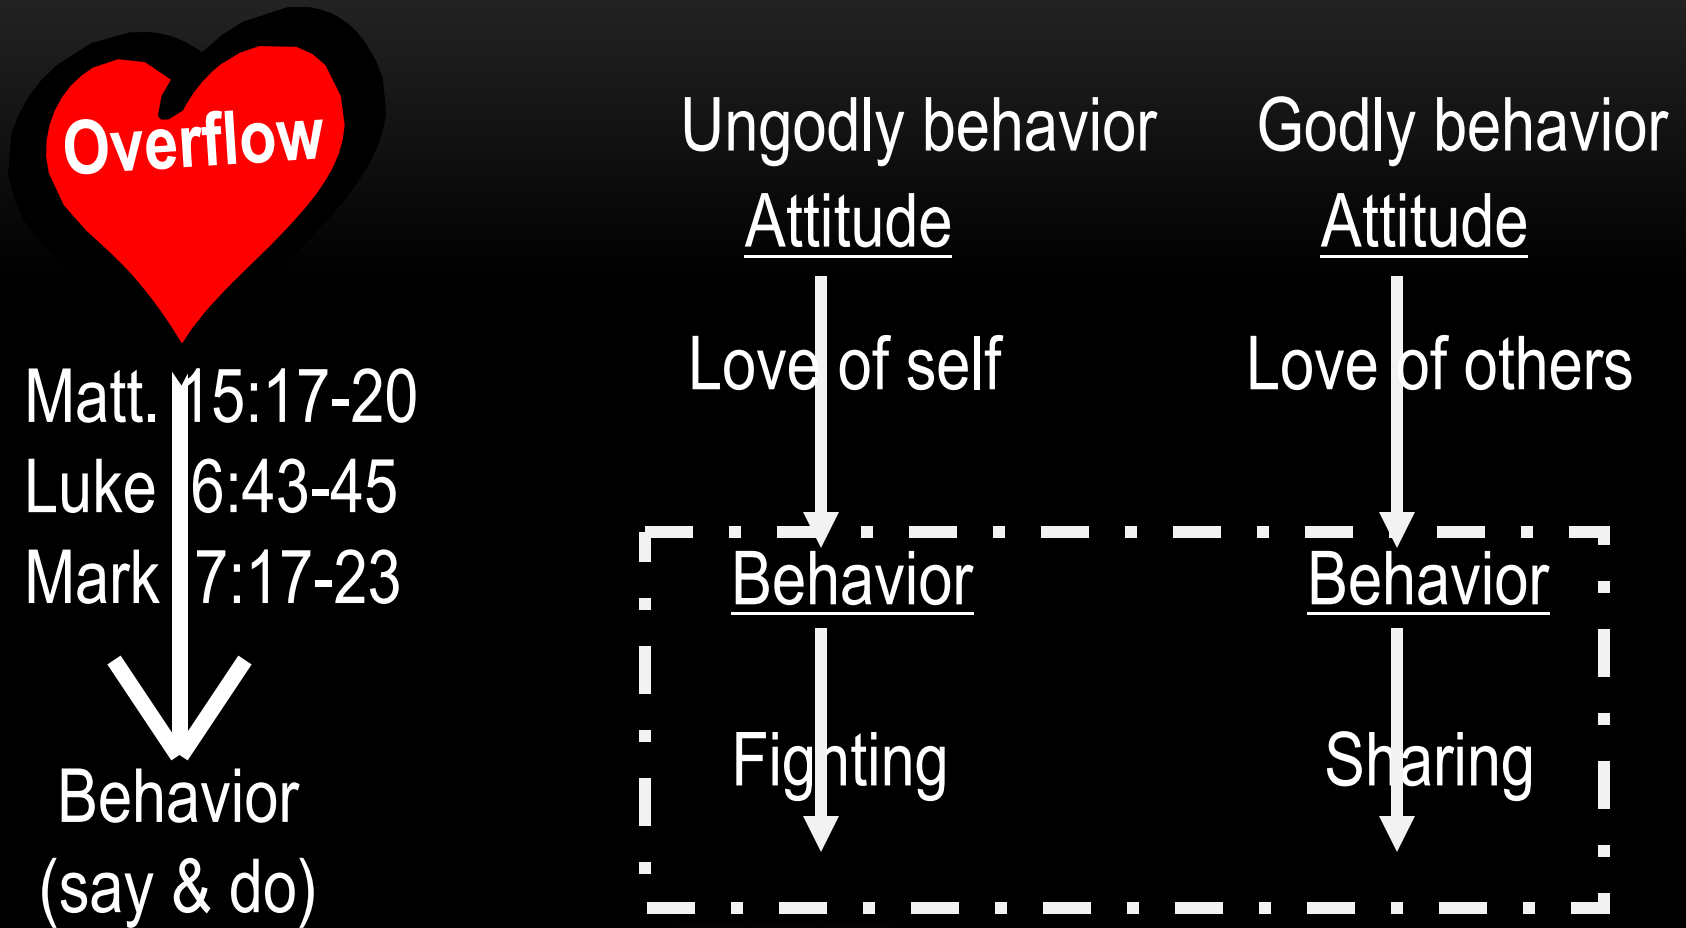 Overflow
Matt. 15:17-20
Luke 6:43-45
Mark 7:17-23
Behavior
(say & do)
Ungodly behavior
Attitude
Love of self
Behavior
Fighting
Godly behavior
Attitude
Love of others
Behavior
Sharing